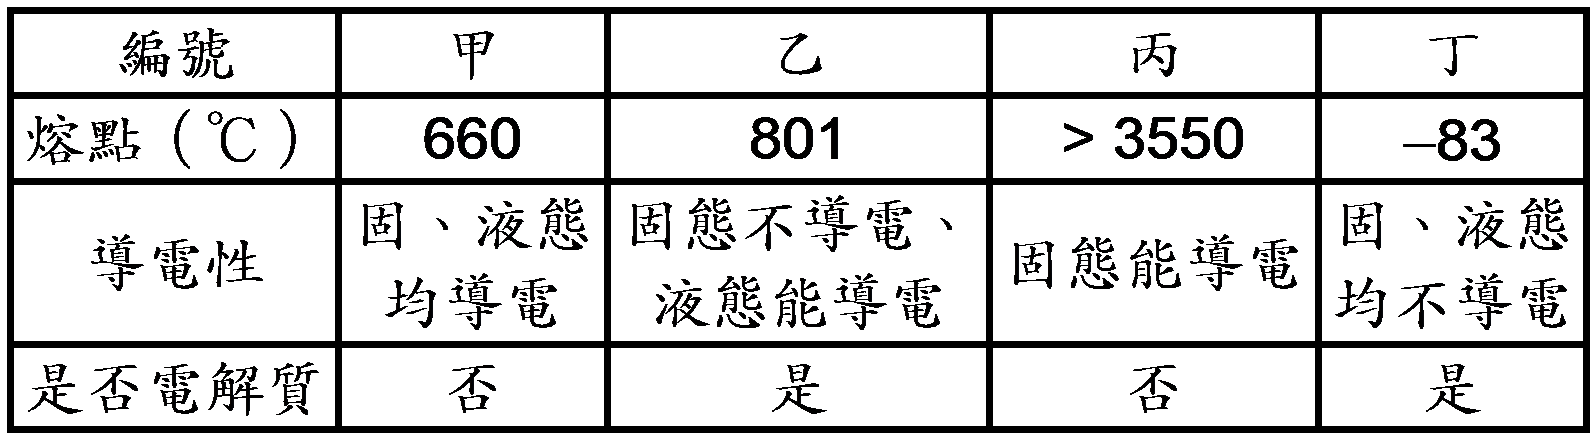 編號 甲 乙 丙 丁
熔點(℃) 660 801 > 3550 –83
導電性 固、液態均導電 固態不導電、液態能導電 固態能導電 固、液態均不導電
是否電解質 否 是 否 是